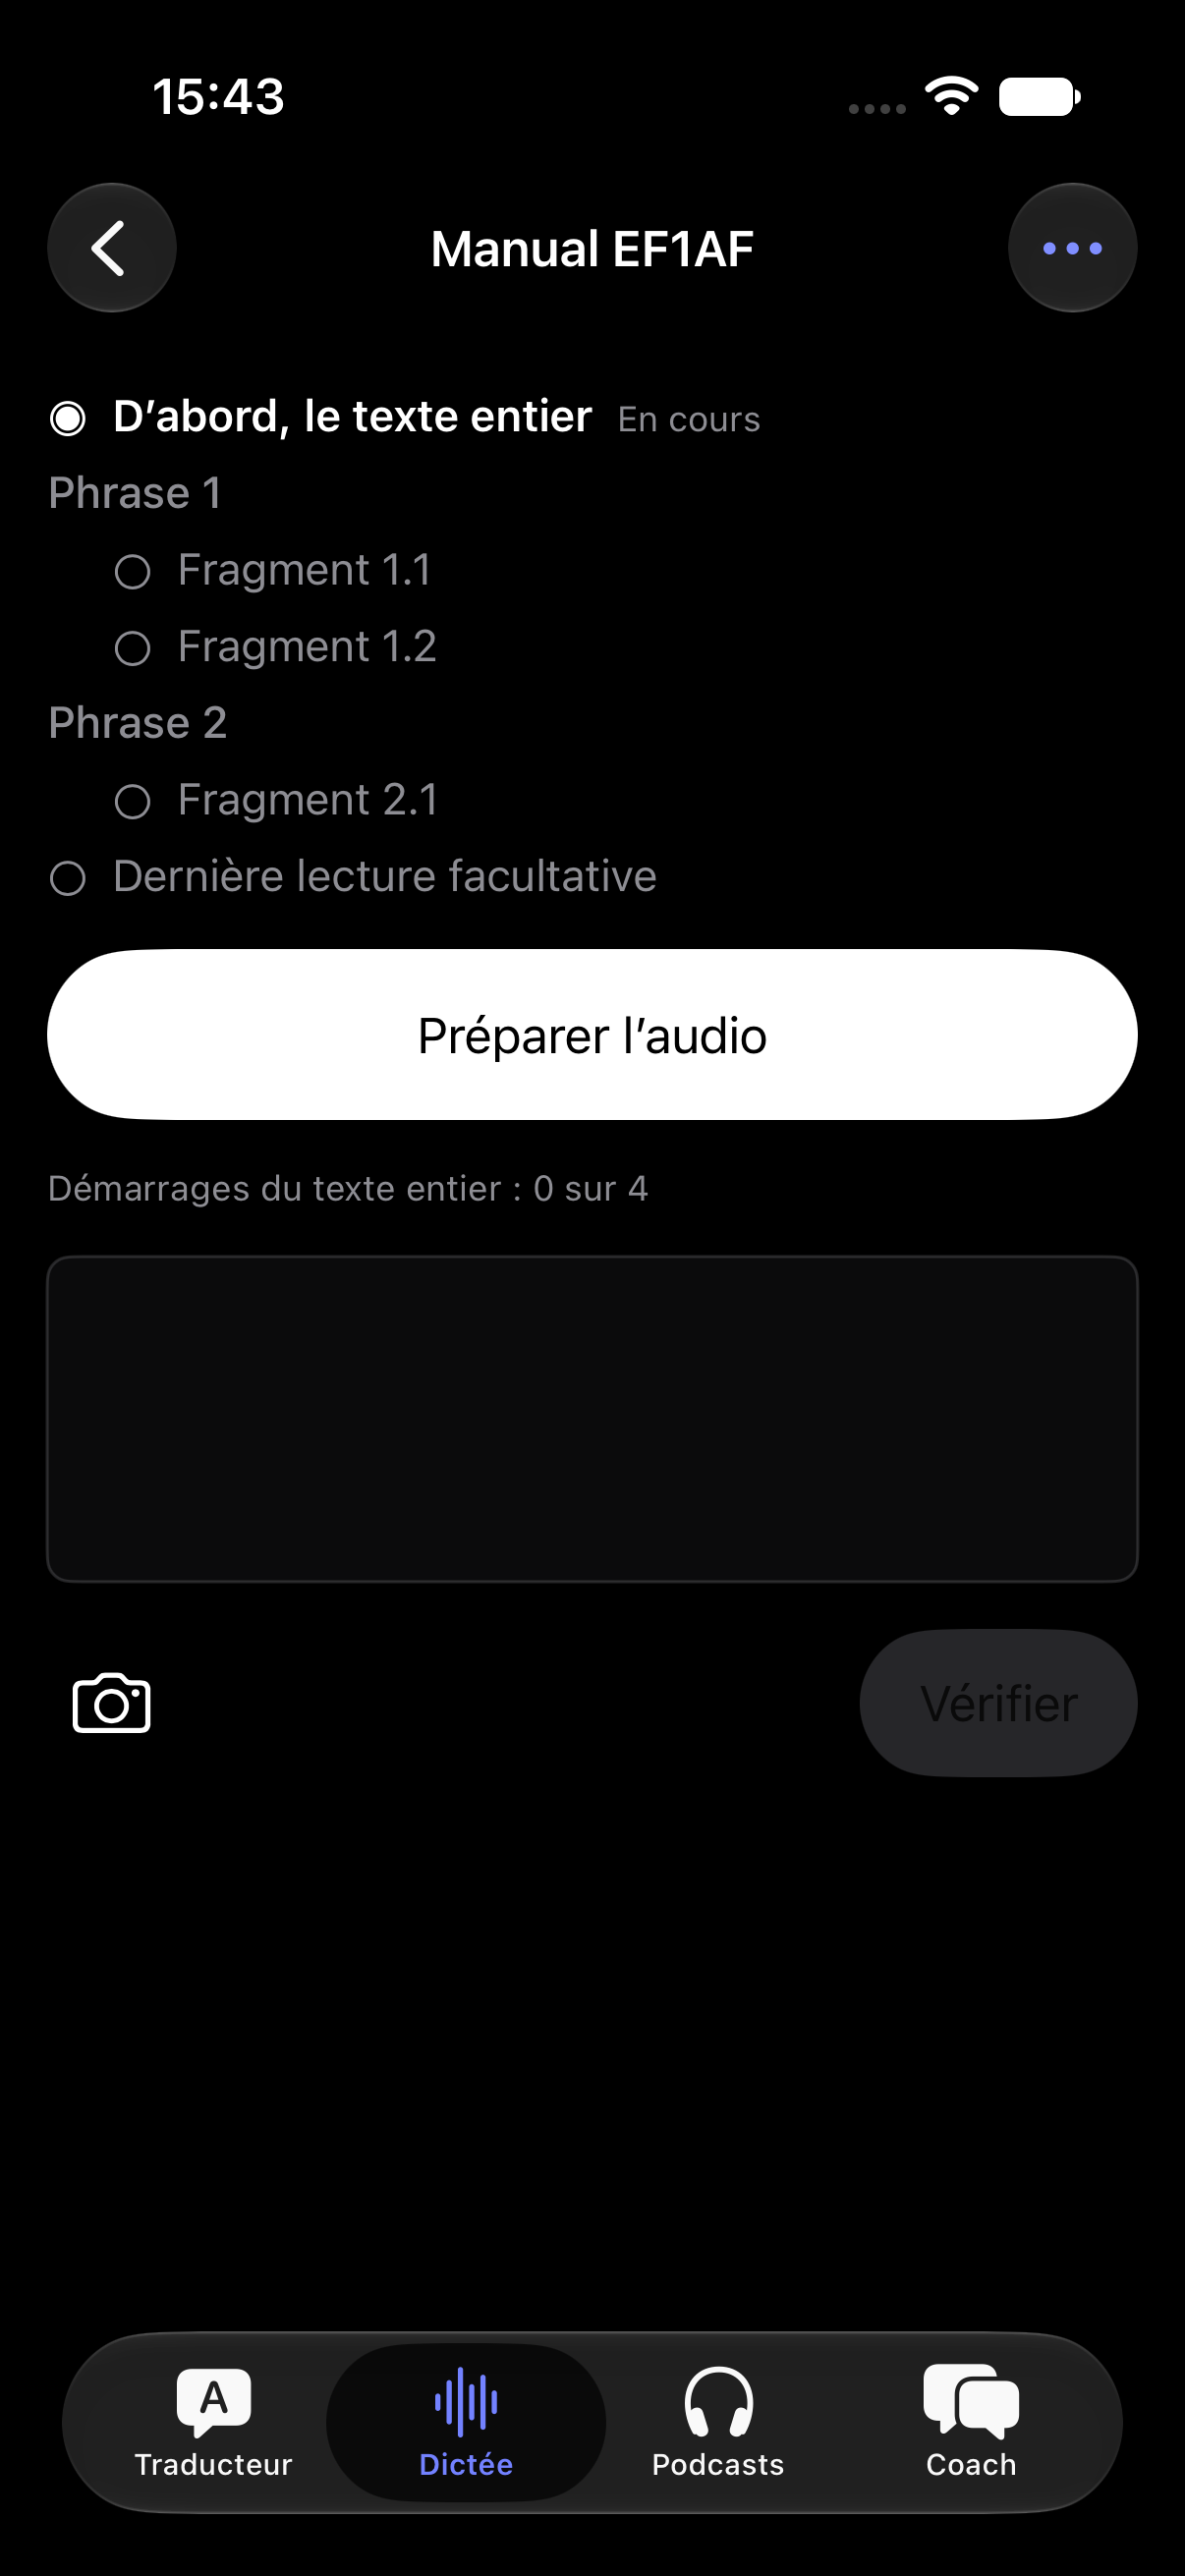 15:43
Manual EF1AF
D’abord, le texte entier En cours
Phrase 1
Fragment 1.1
Fragment 1.2
Phrase 2
Fragment 2.1
Dernière lecture facultative
Préparer l’audio
Démarrages du texte entier : 0 sur 4
Vérifier
A
Traducteur
Dictée
Podcasts
Coach